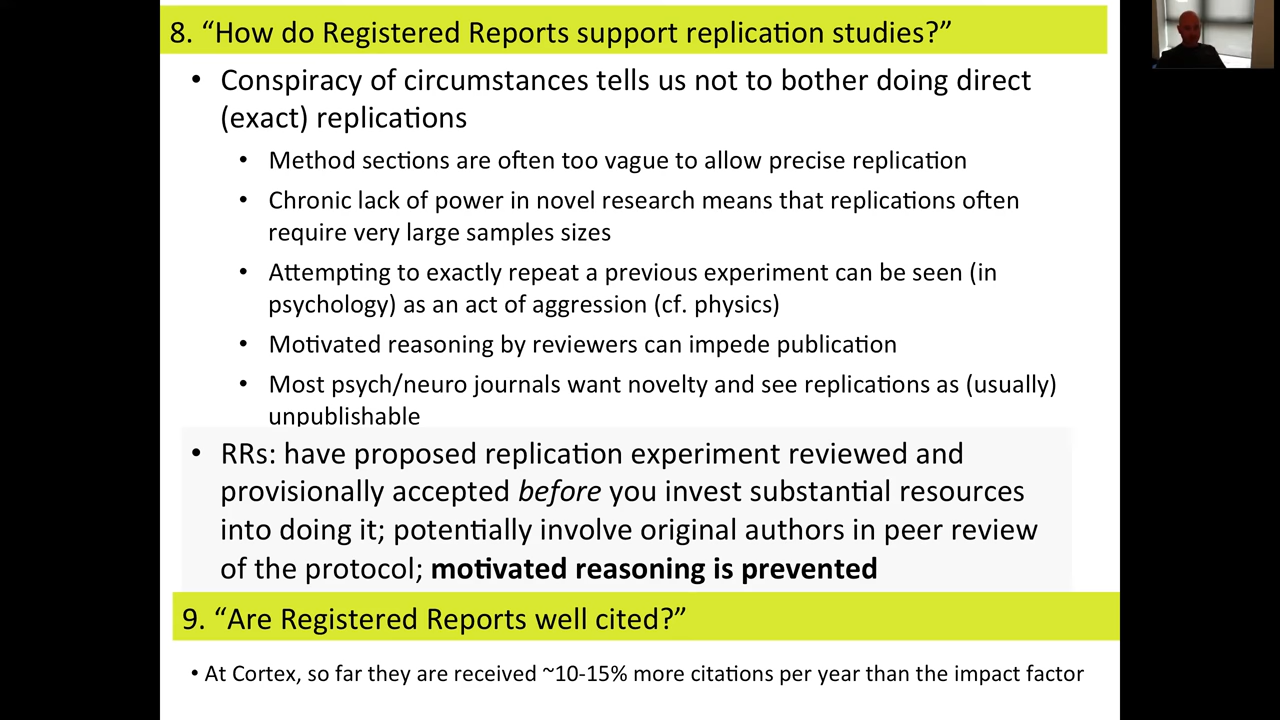 8. “How do Registered Reports support replication studies?”
• Conspiracy of circumstances tells us not to bother doing direct
(exact) replications
• Method sections are often too vague to allow precise replication
• Chronic lack of power in novel research means that replications often
require very large samples sizes
• Attempting to exactly repeat a previous experiment can be seen (in
psychology) as an act of aggression (cf. physics)
• Motivated reasoning by reviewers can impede publication
• Most psych/neuro journals want novelty and see replications as (usually)
unpublishable
• RRs: have proposed replication experiment reviewed and
provisionally accepted before you invest substantial resources
into doing it; potentially involve original authors in peer review
of the protocol; motivated reasoning is prevented
9. “Are Registered Reports well cited?”
• At Cortex, so far they are received ~10-15% more citations per year than the impact factor